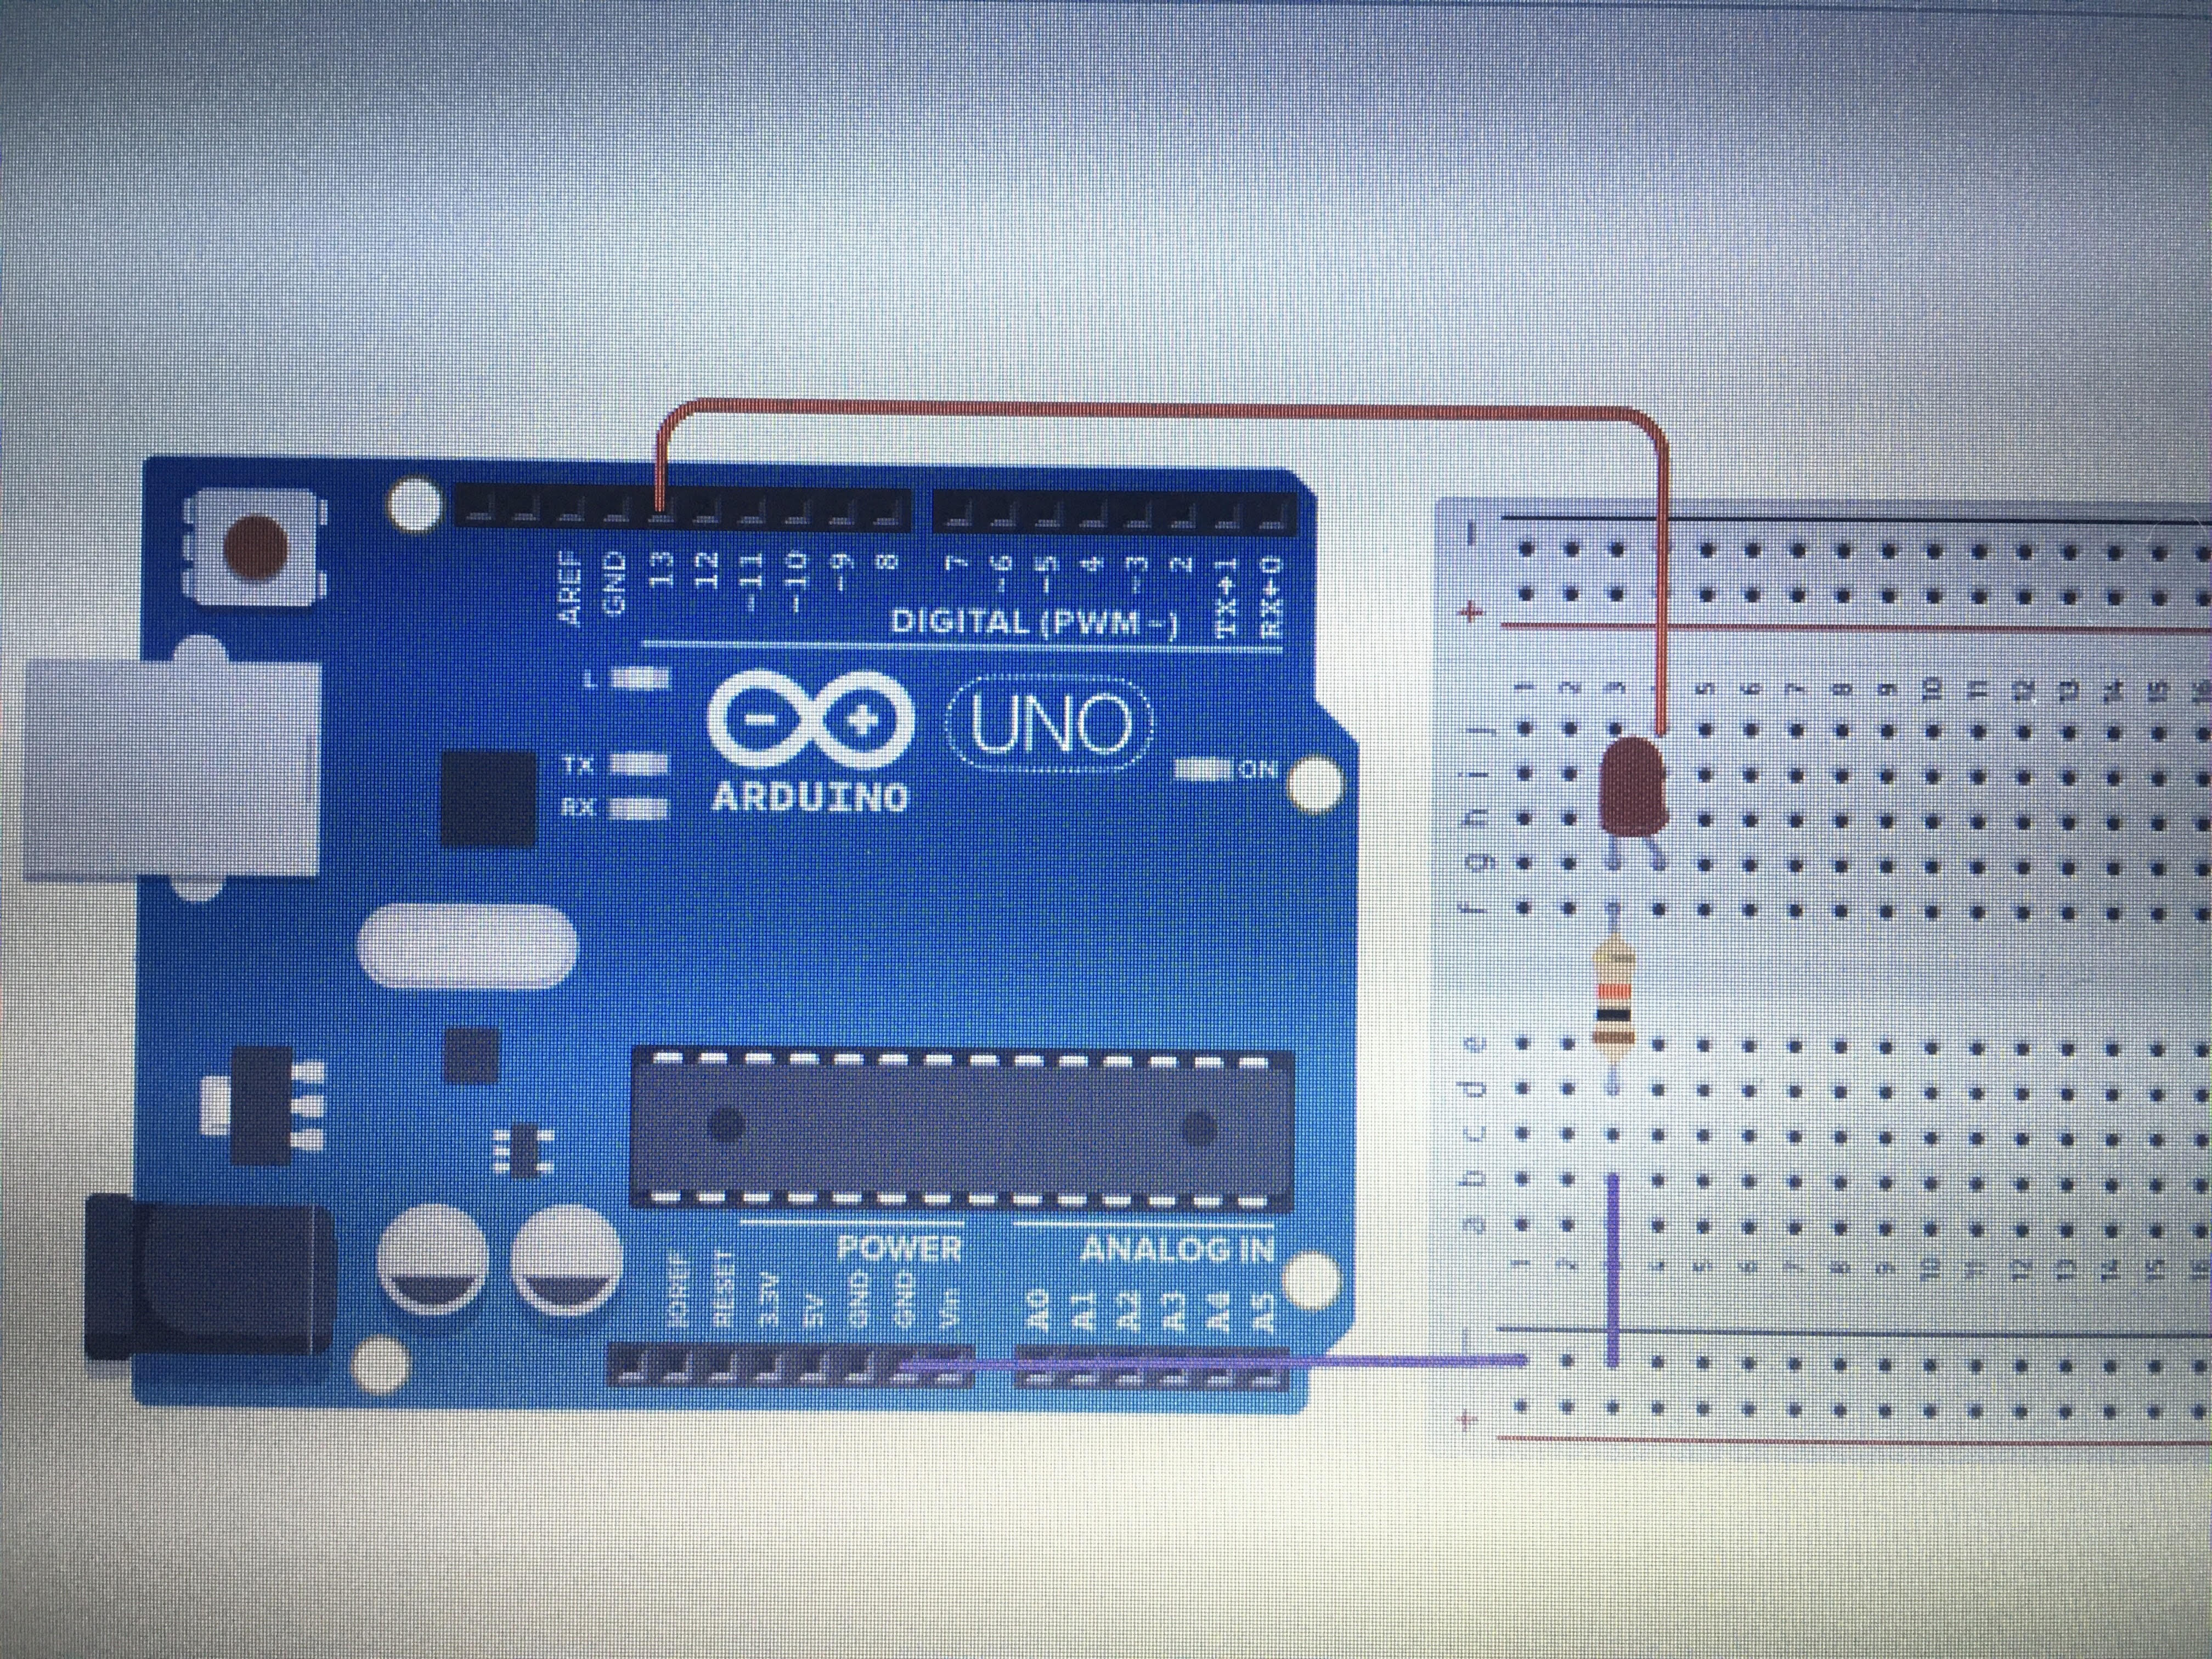 AREF
GND
13
12
~11
~10
~9
8
7
~6
~5
4
~3
2
TX→1
RX←0
DIGITAL (PWM ~)
L
TX
RX
- +
UNO
ARDUINO
ON
POWER
ANALOG IN
IOREF
RESET
3.3V
5V
GND
GND
Vin
A0
A1
A2
A3
A4
A5
-
+
1 2 3 5 6 7 8 9 10 11 12 13 14 15 16
j
i
h
g
f
e
d
c
b
a
1 2 4 5 6 7 8 9 10 11 12 13 14 15 16
-
+